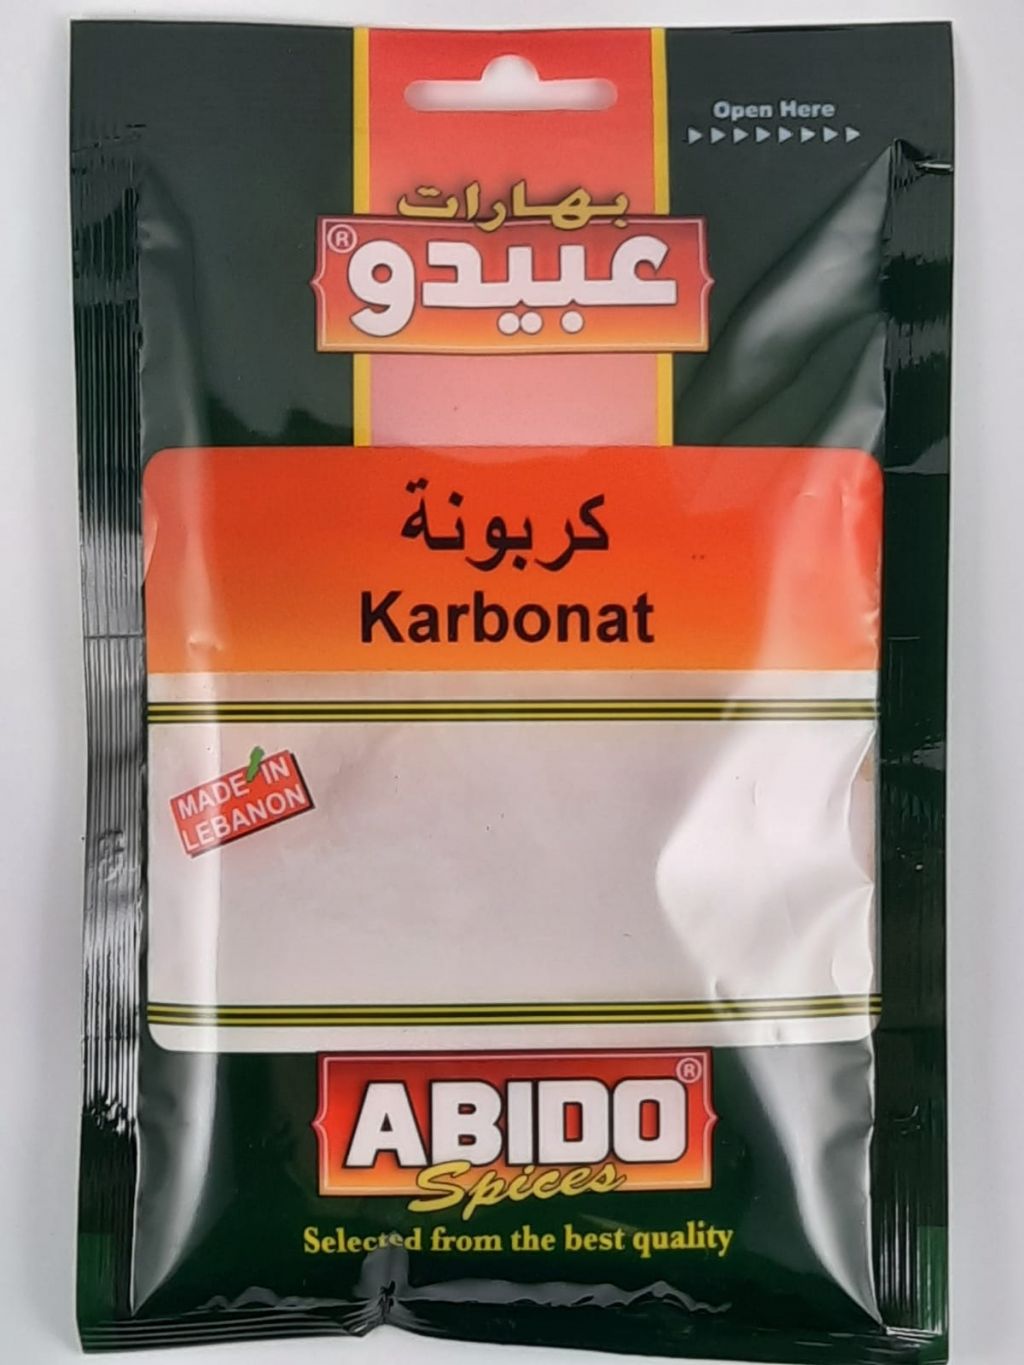 Open Here
بهارات
عبيدو®
كربونة
Karbonat
MADE IN
LEBANON
ABIDO®
Spices
Selected from the best quality